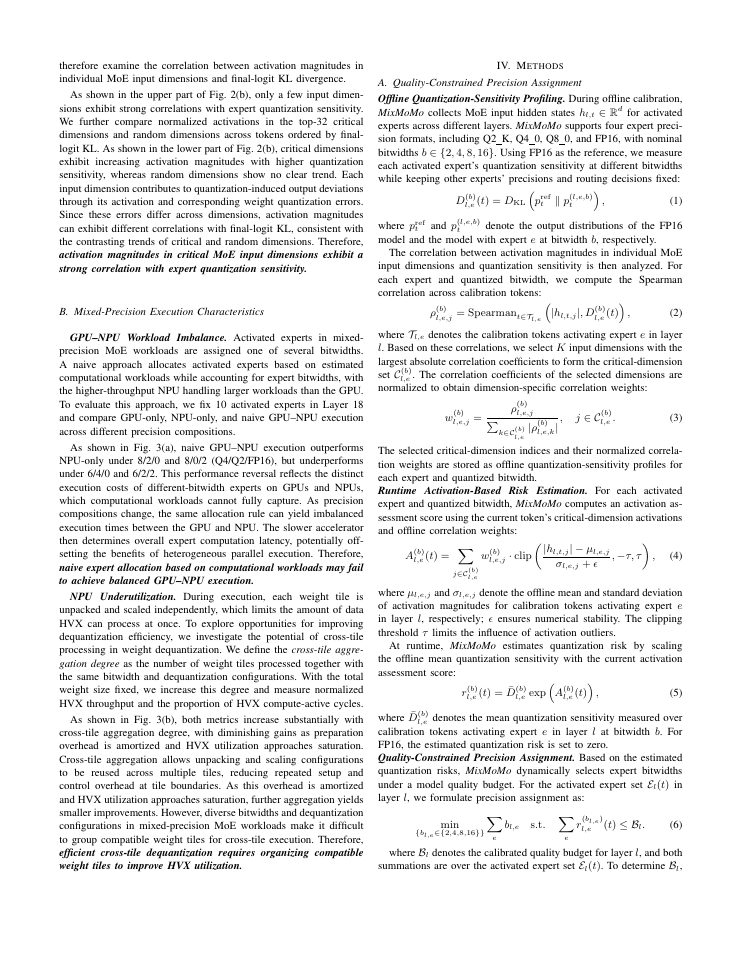 therefore examine the correlation between activation magnitudes in
individual MoE input dimensions and final-logit KL divergence.
As shown in the upper part of Fig. 2(b), only a few input dimen-
sions exhibit strong correlations with expert quantization sensitivity.
We further compare normalized activations in the top-32 critical
dimensions and random dimensions across tokens ordered by final-
logit KL. As shown in the lower part of Fig. 2(b), critical dimensions
exhibit increasing activation magnitudes with higher quantization
sensitivity, whereas random dimensions show no clear trend. Each
input dimension contributes to quantization-induced output deviations
through its activation and corresponding weight quantization errors.
Since these errors differ across dimensions, activation magnitudes
can exhibit different correlations with final-logit KL, consistent with
the contrasting trends of critical and random dimensions. Therefore,
activation magnitudes in critical MoE input dimensions exhibit a
strong correlation with expert quantization sensitivity.
B. Mixed-Precision Execution Characteristics
GPU–NPU Workload Imbalance. Activated experts in mixed-
precision MoE workloads are assigned one of several bitwidths.
A naive approach allocates activated experts based on estimated
computational workloads while accounting for expert bitwidths, with
the higher-throughput NPU handling larger workloads than the GPU.
To evaluate this approach, we fix 10 activated experts in Layer 18
and compare GPU-only, NPU-only, and naive GPU–NPU execution
across different precision compositions.
As shown in Fig. 3(a), naive GPU–NPU execution outperforms
NPU-only under 8/2/0 and 8/0/2 (Q4/Q2/FP16), but underperforms
under 6/4/0 and 6/2/2. This performance reversal reflects the distinct
execution costs of different-bitwidth experts on GPUs and NPUs,
which computational workloads cannot fully capture. As precision
compositions change, the same allocation rule can yield imbalanced
execution times between the GPU and NPU. The slower accelerator
then determines overall expert computation latency, potentially off-
setting the benefits of heterogeneous parallel execution. Therefore,
naive expert allocation based on computational workloads may fail
to achieve balanced GPU–NPU execution.
NPU Underutilization. During execution, each weight tile is
unpacked and scaled independently, which limits the amount of data
HVX can process at once. To explore opportunities for improving
dequantization efficiency, we investigate the potential of cross-tile
processing in weight dequantization. We define the cross-tile aggre-
gation degree as the number of weight tiles processed together with
the same bitwidth and dequantization configurations. With the total
weight size fixed, we increase this degree and measure normalized
HVX throughput and the proportion of HVX compute-active cycles.
As shown in Fig. 3(b), both metrics increase substantially with
cross-tile aggregation degree, with diminishing gains as preparation
overhead is amortized and HVX utilization approaches saturation.
Cross-tile aggregation allows unpacking and scaling configurations
to be reused across multiple tiles, reducing repeated setup and
control overhead at tile boundaries. As this overhead is amortized
and HVX utilization approaches saturation, further aggregation yields
smaller improvements. However, diverse bitwidths and dequantization
configurations in mixed-precision MoE workloads make it difficult
to group compatible weight tiles for cross-tile execution. Therefore,
efficient cross-tile dequantization requires organizing compatible
weight tiles to improve HVX utilization.
IV. METHODS
A. Quality-Constrained Precision Assignment
Offline Quantization-Sensitivity Profiling. During offline calibration,
MixMoMo collects MoE input hidden states h_{l,t} ∈ ℝ^d for activated
experts across different layers. MixMoMo supports four expert preci-
sion formats, including Q2_K, Q4_0, Q8_0, and FP16, with nominal
bitwidths b ∈ {2, 4, 8, 16}. Using FP16 as the reference, we measure
each activated expert's quantization sensitivity at different bitwidths
while keeping other experts' precisions and routing decisions fixed:
D_{l,e}^{(b)}(t) = D_{KL} ( p_t^{ref} ∥ p_t^{(l,e,b)} ) , (1)
where p_t^{ref} and p_t^{(l,e,b)} denote the output distributions of the FP16
model and the model with expert e at bitwidth b, respectively.
The correlation between activation magnitudes in individual MoE
input dimensions and quantization sensitivity is then analyzed. For
each expert and quantized bitwidth, we compute the Spearman
correlation across calibration tokens:
ρ_{l,e,j}^{(b)} = Spearman_{t∈𝒯_{l,e}} ( |h_{l,t,j}|, D_{l,e}^{(b)}(t) ) , (2)
where 𝒯_{l,e} denotes the calibration tokens activating expert e in layer
l. Based on these correlations, we select K input dimensions with the
largest absolute correlation coefficients to form the critical-dimension
set 𝒞_{l,e}^{(b)}. The correlation coefficients of the selected dimensions are
normalized to obtain dimension-specific correlation weights:
w_{l,e,j}^{(b)} = ρ_{l,e,j}^{(b)} / ∑_{k∈𝒞_{l,e}^{(b)}} |ρ_{l,e,k}^{(b)}| , j ∈ 𝒞_{l,e}^{(b)}. (3)
The selected critical-dimension indices and their normalized correla-
tion weights are stored as offline quantization-sensitivity profiles for
each expert and quantized bitwidth.
Runtime Activation-Based Risk Estimation. For each activated
expert and quantized bitwidth, MixMoMo computes an activation as-
sessment score using the current token's critical-dimension activations
and offline correlation weights:
A_{l,e}^{(b)}(t) = ∑_{j∈𝒞_{l,e}^{(b)}} w_{l,e,j}^{(b)} · clip ( (|h_{l,t,j}| − μ_{l,e,j}) / (σ_{l,e,j} + ϵ), −τ, τ ) , (4)
where μ_{l,e,j} and σ_{l,e,j} denote the offline mean and standard deviation
of activation magnitudes for calibration tokens activating expert e
in layer l, respectively; ϵ ensures numerical stability. The clipping
threshold τ limits the influence of activation outliers.
At runtime, MixMoMo estimates quantization risk by scaling
the offline mean quantization sensitivity with the current activation
assessment score:
r_{l,e}^{(b)}(t) = D̄_{l,e}^{(b)} exp ( A_{l,e}^{(b)}(t) ) , (5)
where D̄_{l,e}^{(b)} denotes the mean quantization sensitivity measured over
calibration tokens activating expert e in layer l at bitwidth b. For
FP16, the estimated quantization risk is set to zero.
Quality-Constrained Precision Assignment. Based on the estimated
quantization risks, MixMoMo dynamically selects expert bitwidths
under a model quality budget. For the activated expert set ℰ_l(t) in
layer l, we formulate precision assignment as:
min_{{b_{l,e}∈{2,4,8,16}}} ∑_e b_{l,e} s.t. ∑_e r_{l,e}^{(b_{l,e})}(t) ≤ ℬ_l. (6)
where ℬ_l denotes the calibrated quality budget for layer l, and both
summations are over the activated expert set ℰ_l(t). To determine ℬ_l,